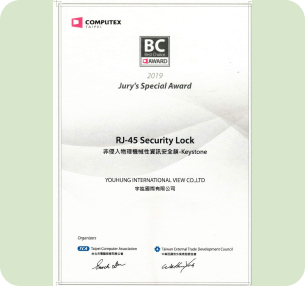 COMPUTEX
TAIPEI
BC
Best Choice
AWARD
2019
Jury's Special Award
RJ-45 Security Lock
非侵入物理機械性資訊安全鎖-Keystone
YOUHUNG INTERNATIONAL VIEW CO.,LTD
宇紘國際有限公司
Organizers
TCA Taipei Computer Association
台北市電腦商業同業公會
Taiwan External Trade Development Council
中華民國對外貿易發展協會